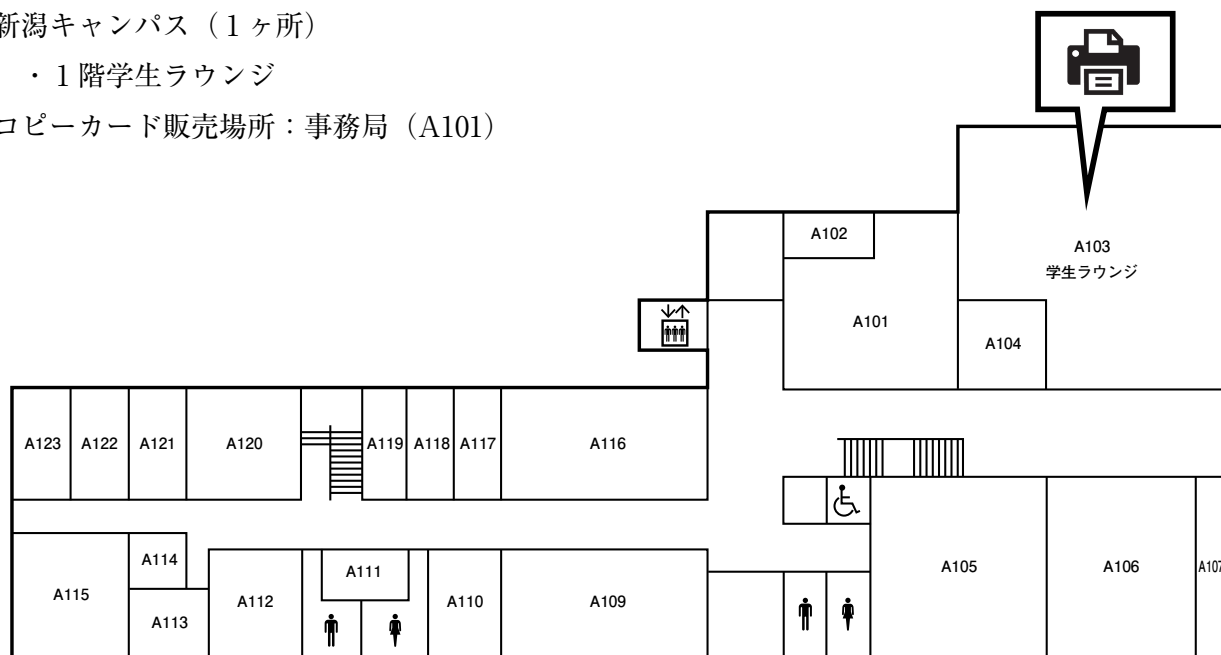 新潟キャンパス（１ヶ所）
・１階学生ラウンジ
コピーカード販売場所：事務局（A101）
A102
A103
学生ラウンジ
A101
A104
A123
A122
A121
A120
A119
A118
A117
A116
A115
A114
A113
A112
A111
A110
A109
A105
A106
A107